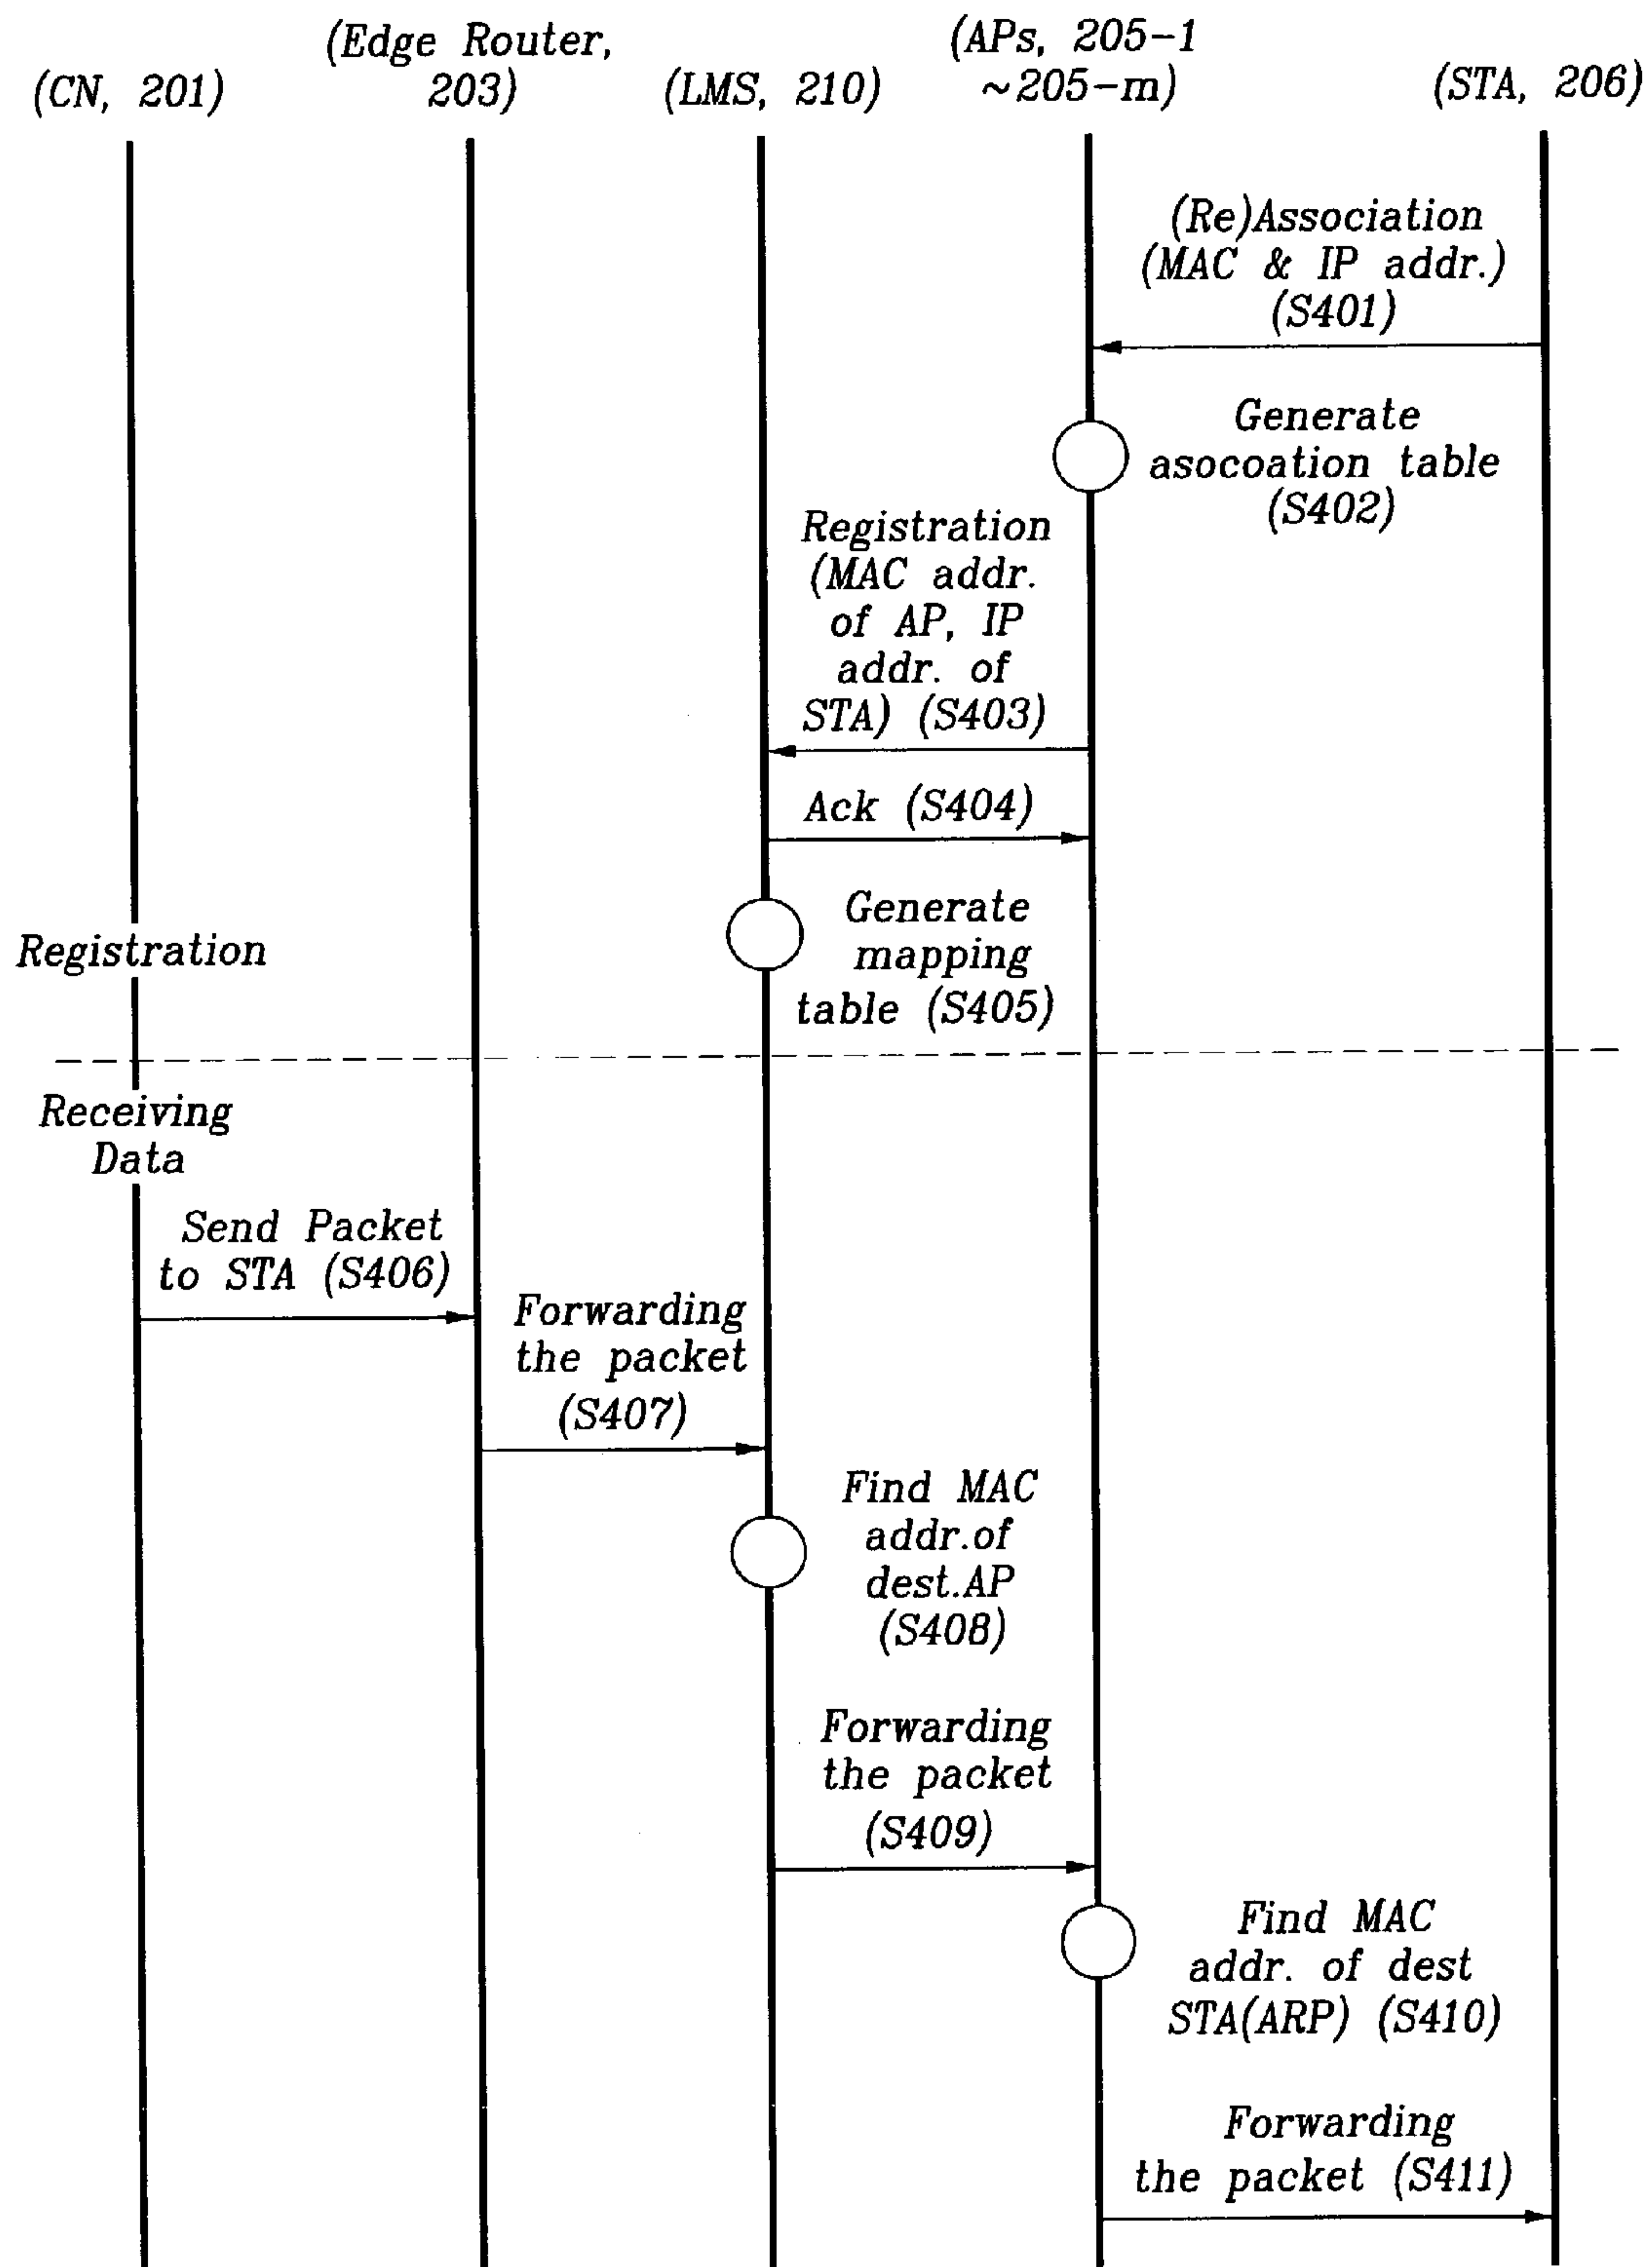 (CN, 201)
(Edge Router,
203)
(LMS, 210)
(APs, 205-1
~205-m)
(STA, 206)
(Re)Association
(MAC & IP addr.)
(S401)
Generate
asocoation table
(S402)
Registration
(MAC addr.
of AP, IP
addr. of
STA) (S403)
Ack (S404)
Generate
mapping
table (S405)
Registration
Receiving
Data
Send Packet
to STA (S406)
Forwarding
the packet
(S407)
Find MAC
addr.of
dest.AP
(S408)
Forwarding
the packet
(S409)
Find MAC
addr. of dest
STA(ARP) (S410)
Forwarding
the packet (S411)